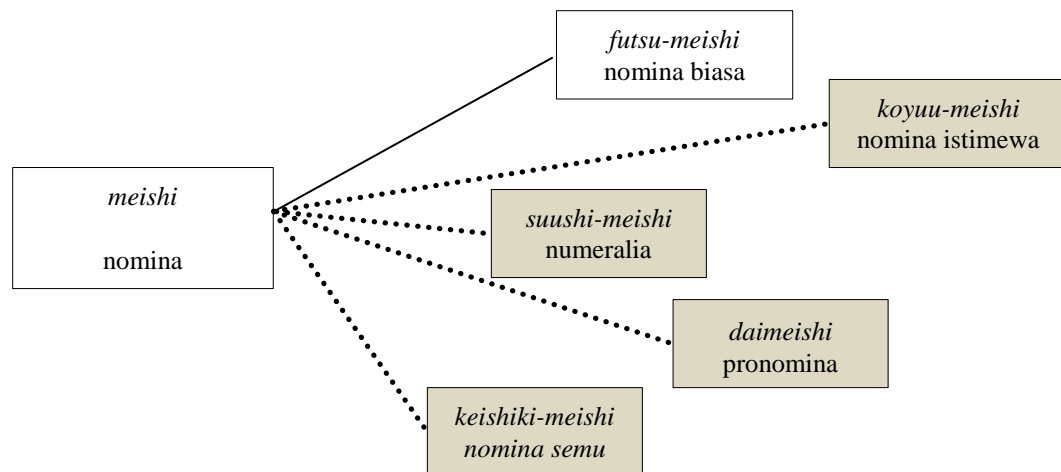 futsu-meishi
nomina biasa
koyuu-meishi
nomina istimewa
meishi
nomina
suushi-meishi
numeralia
daimeishi
pronomina
keishiki-meishi
nomina semu